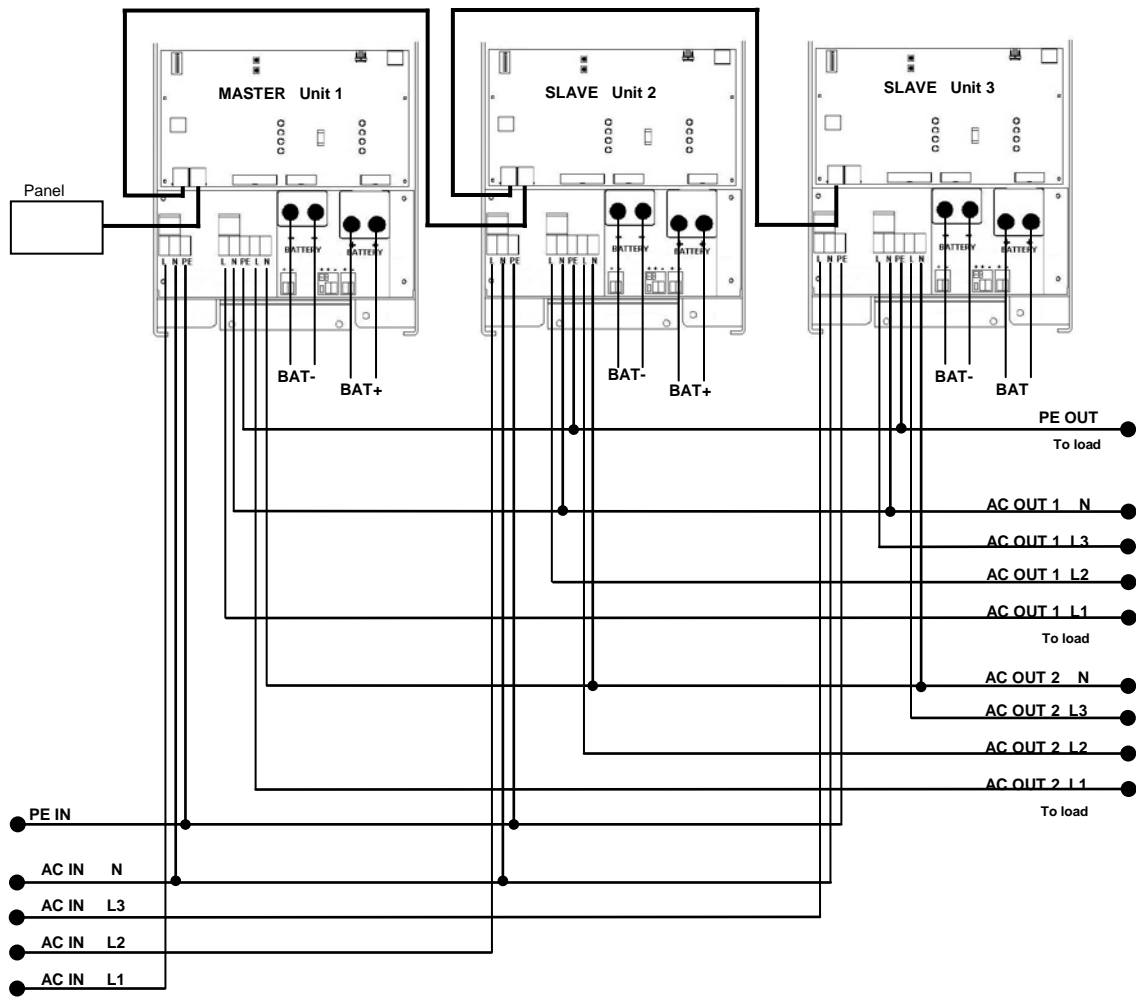 MASTER Unit 1
SLAVE Unit 2
SLAVE Unit 3
Panel
BATTERY BATTERY
BATTERY BATTERY
BATTERY BATTERY
L N PE L N PE L N
L N PE L N PE L N
L N PE L N PE L N
BAT-
BAT+
BAT-
BAT+
BAT-
BAT
PE OUT
To load
AC OUT 1 N
AC OUT 1 L3
AC OUT 1 L2
AC OUT 1 L1
To load
AC OUT 2 N
AC OUT 2 L3
AC OUT 2 L2
AC OUT 2 L1
To load
PE IN
AC IN N
AC IN L3
AC IN L2
AC IN L1